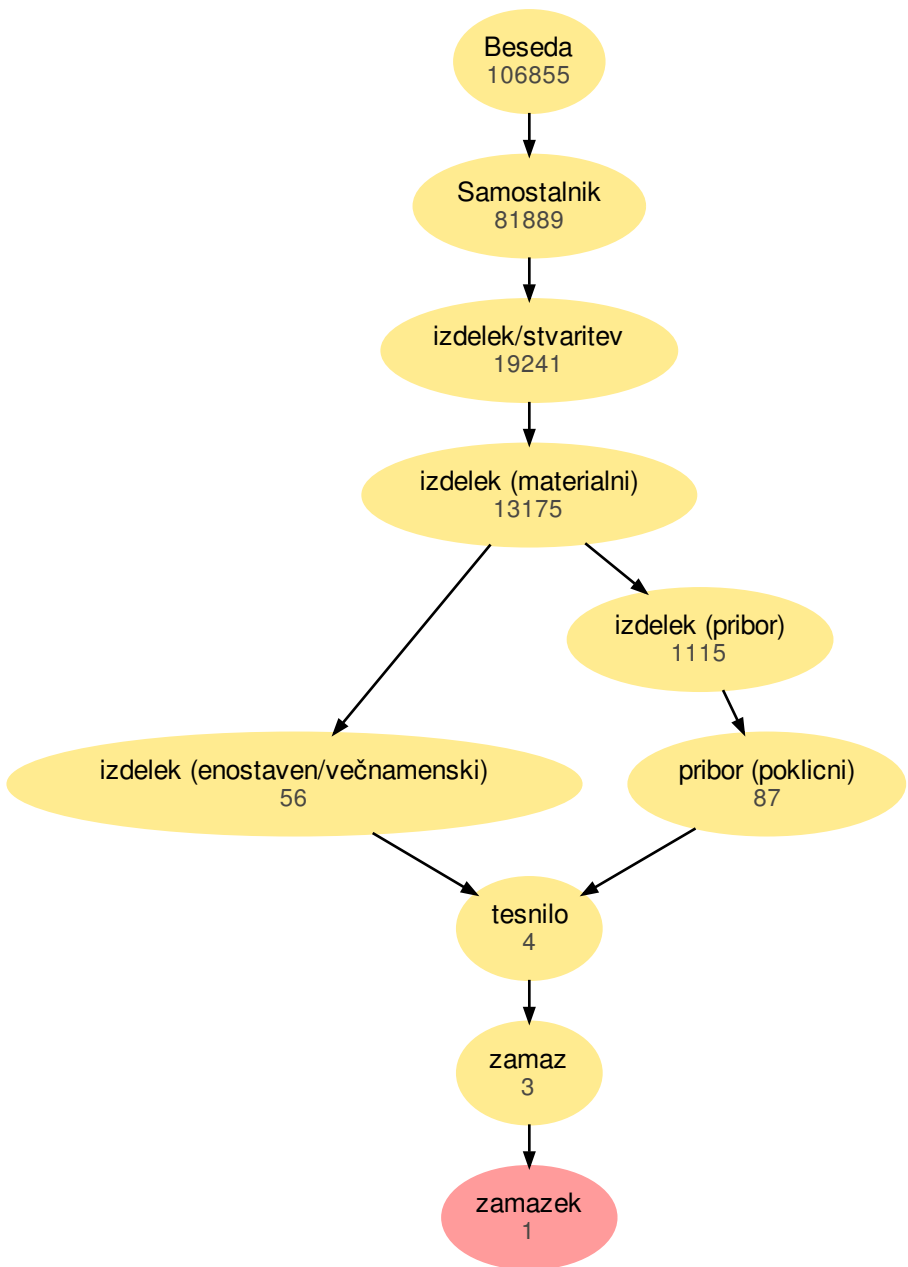 Beseda
106855
Samostalnik
81889
izdelek/stvaritev
19241
izdelek (materialni)
13175
izdelek (pribor)
1115
izdelek (enostaven/večnamenski)
56
pribor (poklicni)
87
tesnilo
4
zamaz
3
zamazek
1